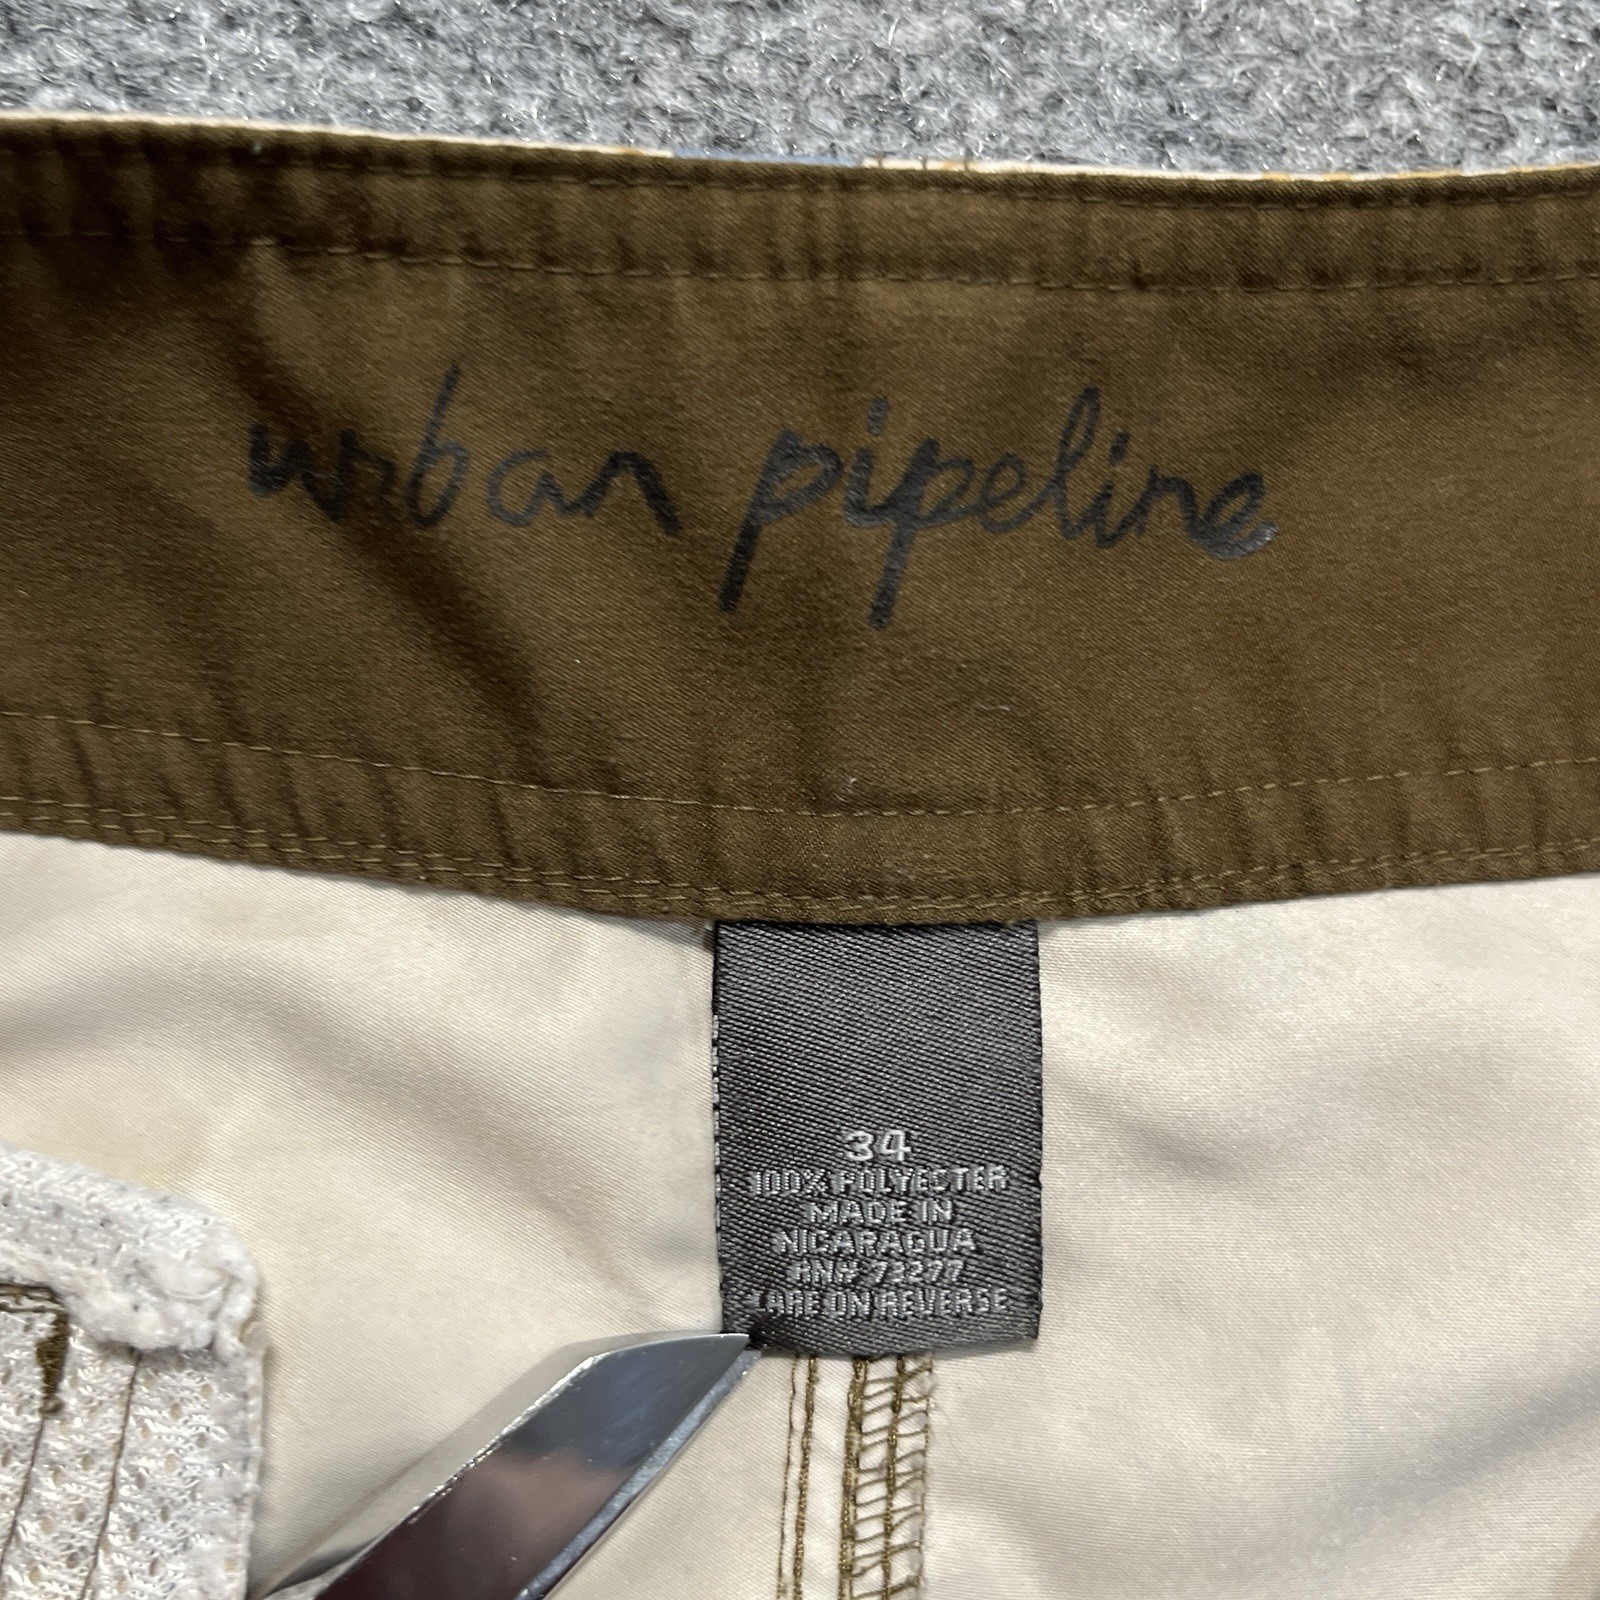 urban pipeline
34
100% POLYESTER
MADE IN
NICARAGUA
RN# 73277
CARE ON REVERSE